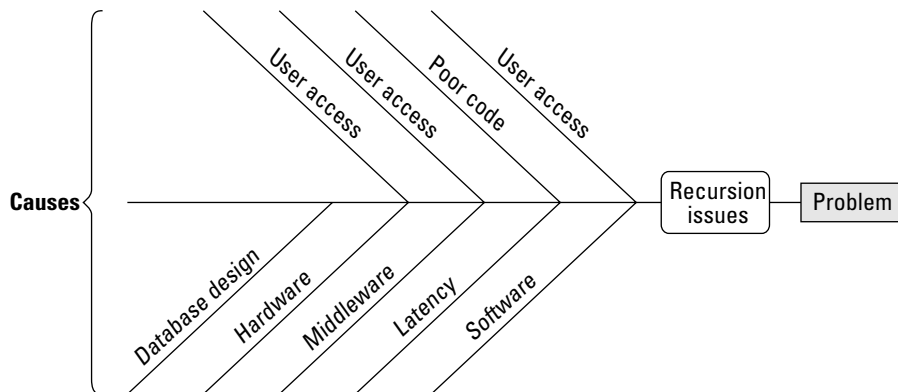 User access
User access
Poor code
User access
Causes
Recursion
issues
Problem
Database design
Hardware
Middleware
Latency
Software